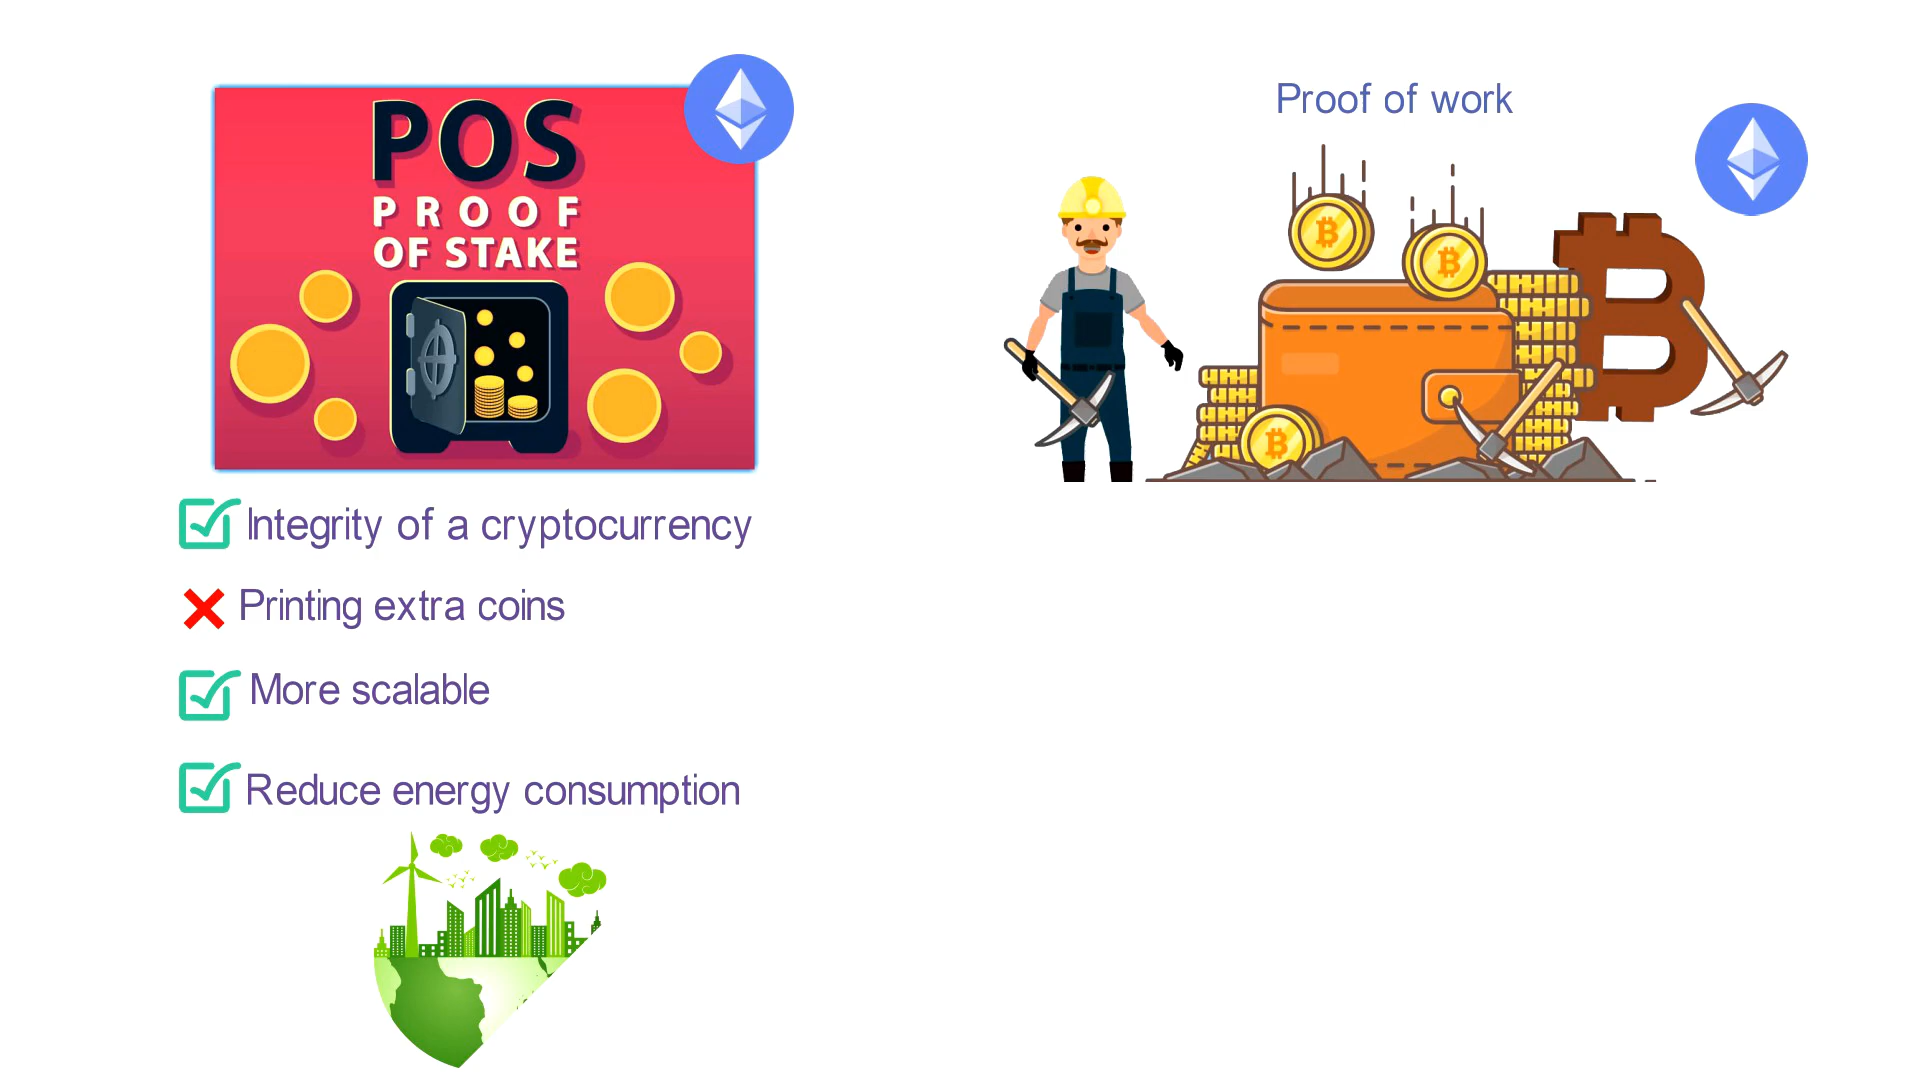 POS
PROOF
OF STAKE
Proof of work
Integrity of a cryptocurrency
Printing extra coins
More scalable
Reduce energy consumption